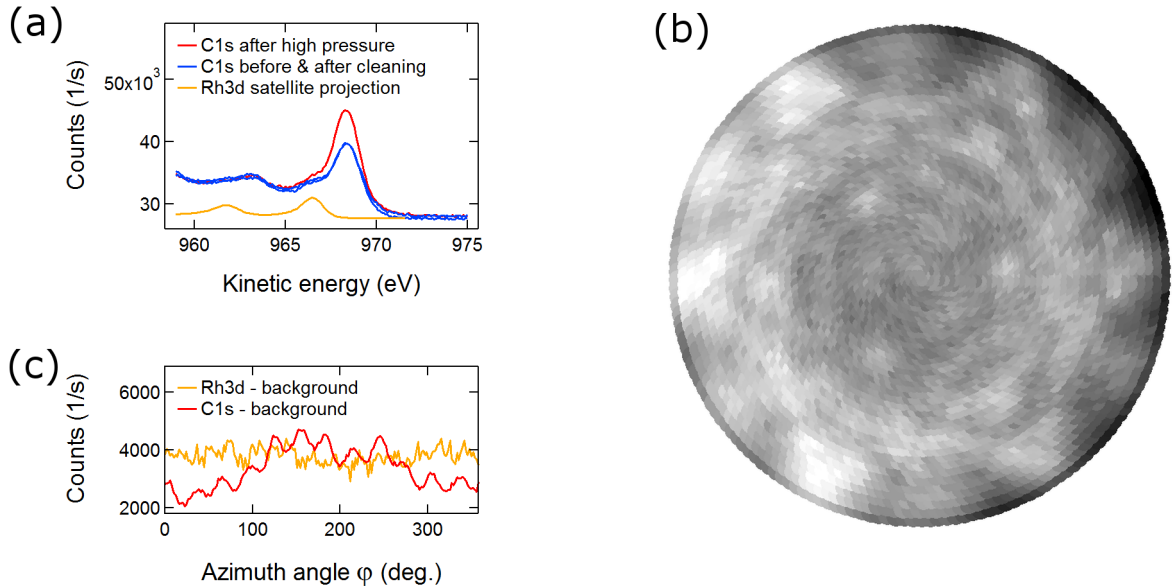 (a)
C1s after high pressure
C1s before & after cleaning
Rh3d satellite projection
Counts (1/s)
50x10³
40
30
960
965
970
975
Kinetic energy (eV)
(b)
(c)
Rh3d - background
C1s - background
Counts (1/s)
6000
4000
2000
0
100
200
300
Azimuth angle φ (deg.)